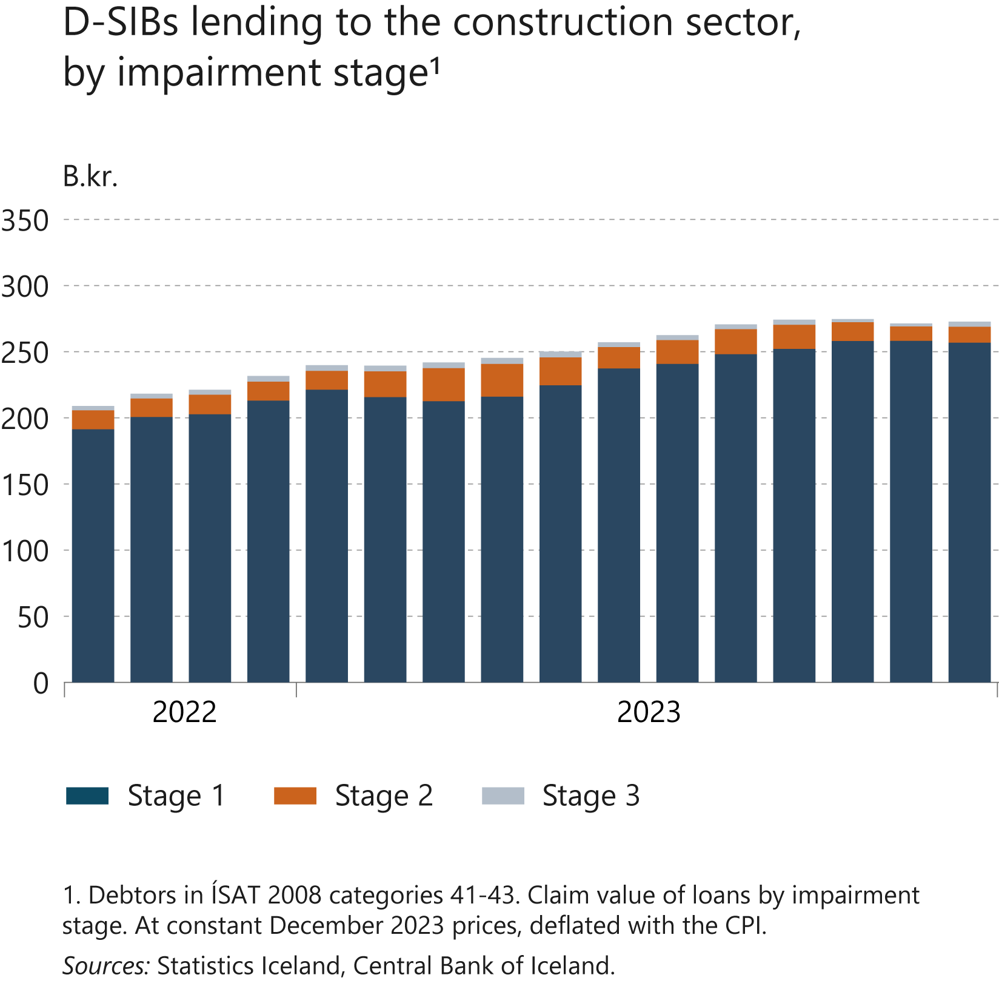 D-SIBs lending to the construction sector,
by impairment stage¹
B.kr.
350
300
250
200
150
100
50
0
2022 2023
Stage 1 Stage 2 Stage 3
1. Debtors in ÍSAT 2008 categories 41-43. Claim value of loans by impairment
stage. At constant December 2023 prices, deflated with the CPI.
Sources: Statistics Iceland, Central Bank of Iceland.